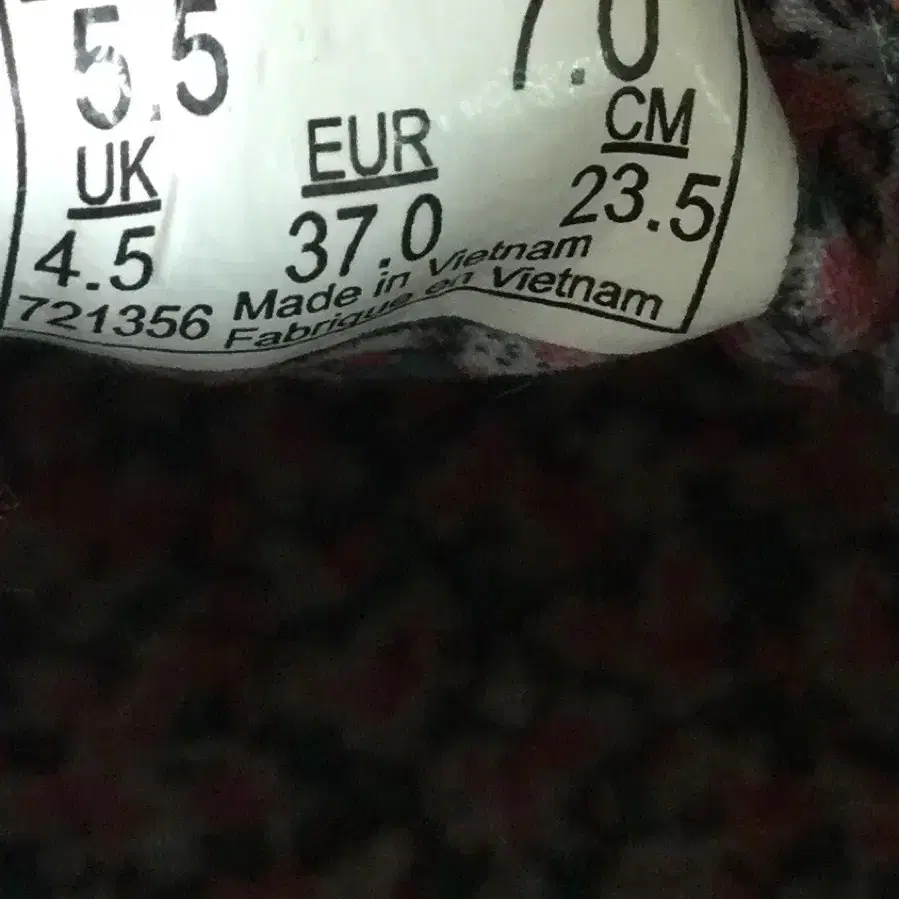 5.5 7.0
UK EUR CM
4.5 37.0 23.5
721356 Made in Vietnam
Fabrique en Vietnam